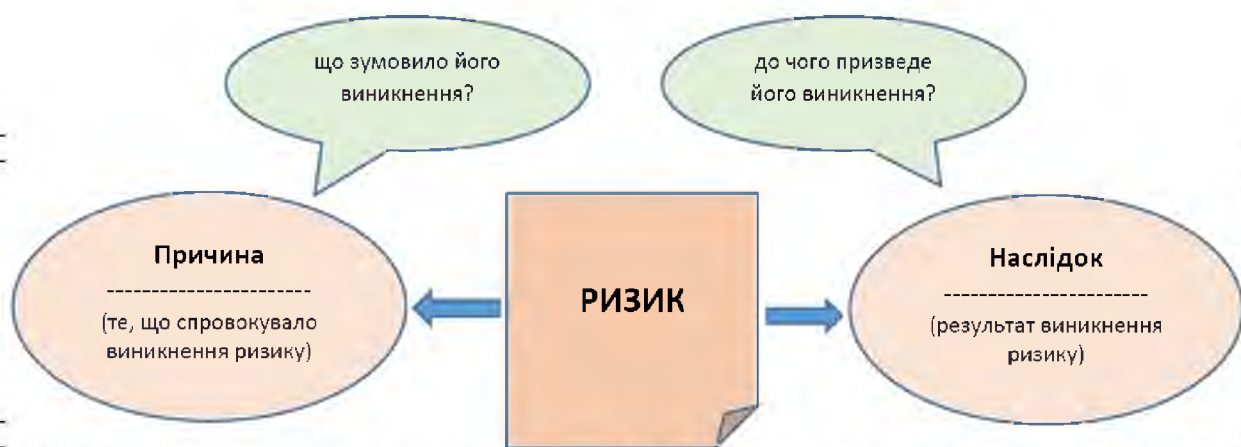 що зумовило його
виникнення?
до чого призведе
його виникнення?
Причина
-----------------------
(те, що спровокувало
виникнення ризику)
РИЗИК
Наслідок
-----------------------
(результат виникнення
ризику)